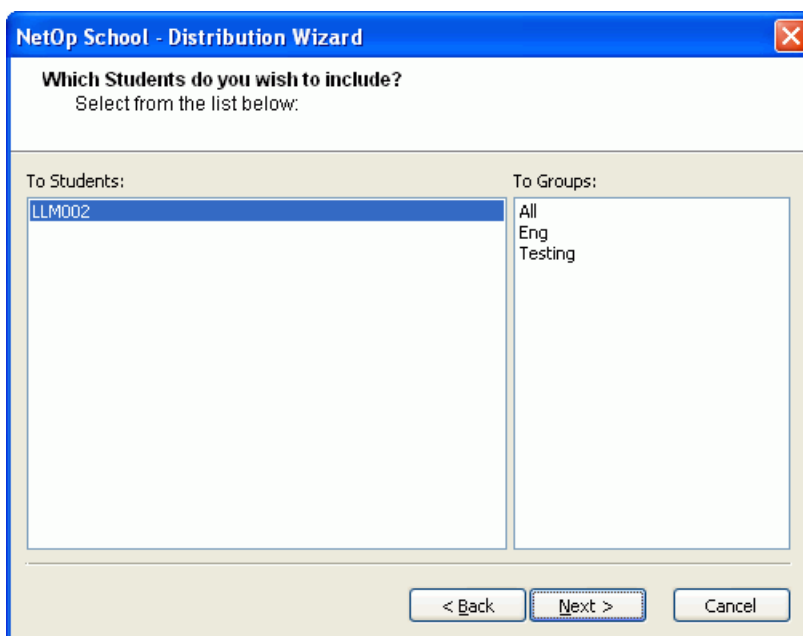 NetOp School - Distribution Wizard
Which Students do you wish to include?
Select from the list below:
To Students:
LLM002
To Groups:
All
Eng
Testing
< Back
Next >
Cancel